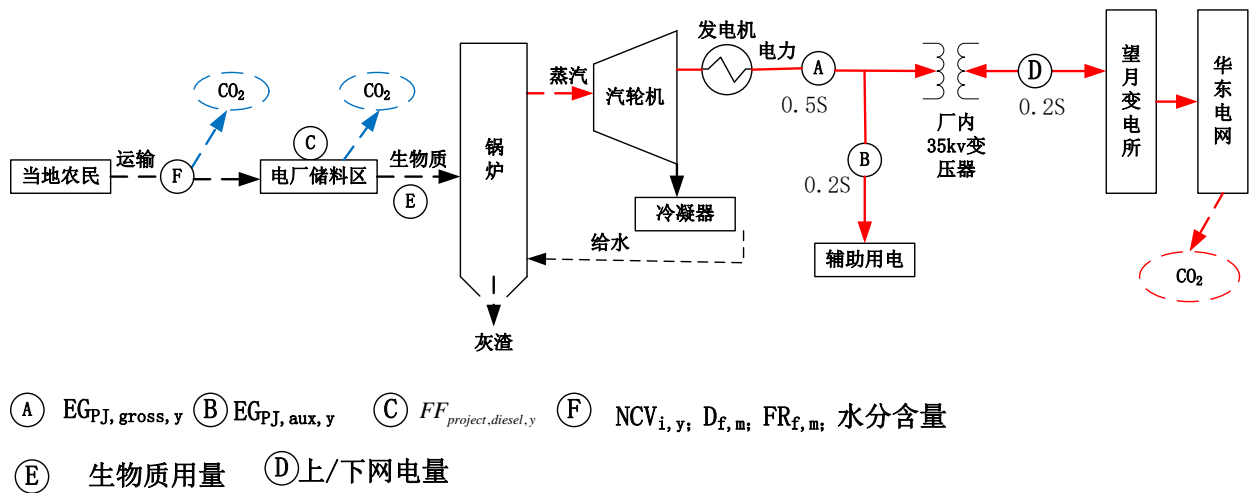 当地农民
运输
F
CO₂
C
电厂储料区
CO₂
生物质
E
锅炉
灰渣
蒸汽
汽轮机
冷凝器
给水
发电机
电力
A
0.5S
B
0.2S
辅助用电
厂内
35kv变
压器
D
0.2S
望月变电所
华东电网
CO₂
A EG_PJ,gross,y B EG_PJ,aux,y C FF_project,diesel,y F NCV_i,y; D_f,m; FR_f,m; 水分含量
E 生物质用量 D 上/下网电量